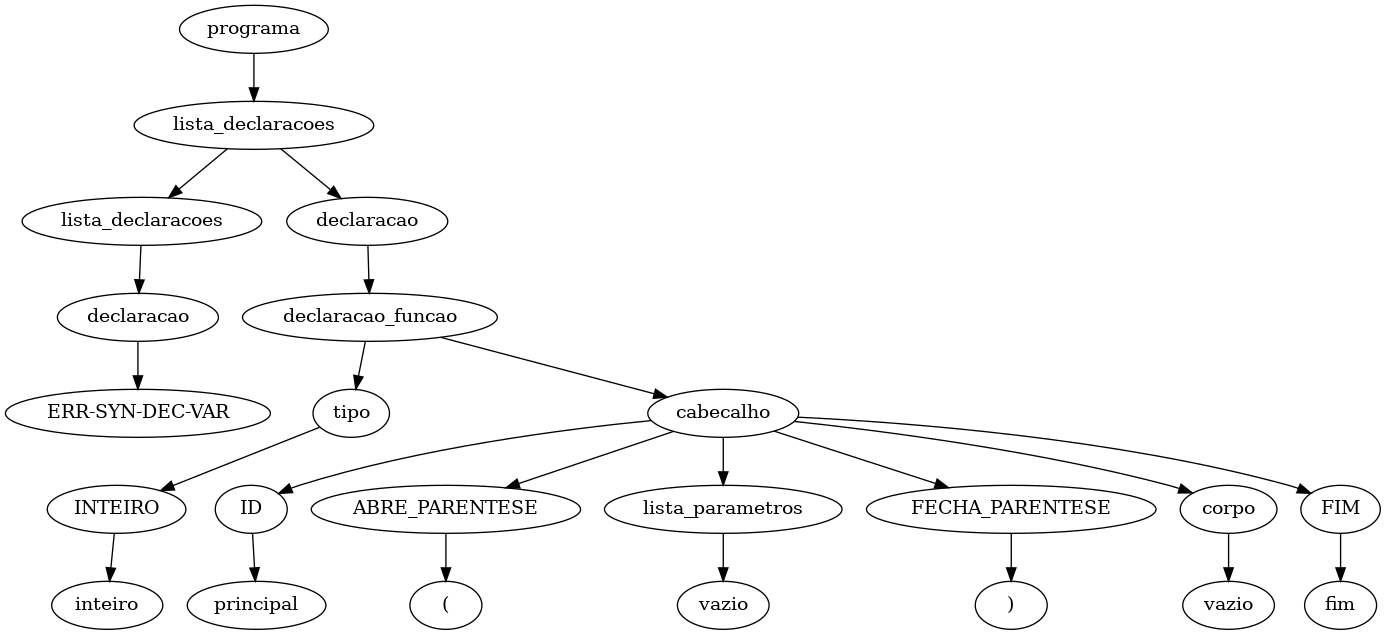 programa
lista_declaracoes
lista_declaracoes
declaracao
declaracao
declaracao_funcao
ERR-SYN-DEC-VAR
tipo
cabecalho
INTEIRO
ID
ABRE_PARENTESE
lista_parametros
FECHA_PARENTESE
corpo
FIM
inteiro
principal
(
vazio
)
vazio
fim